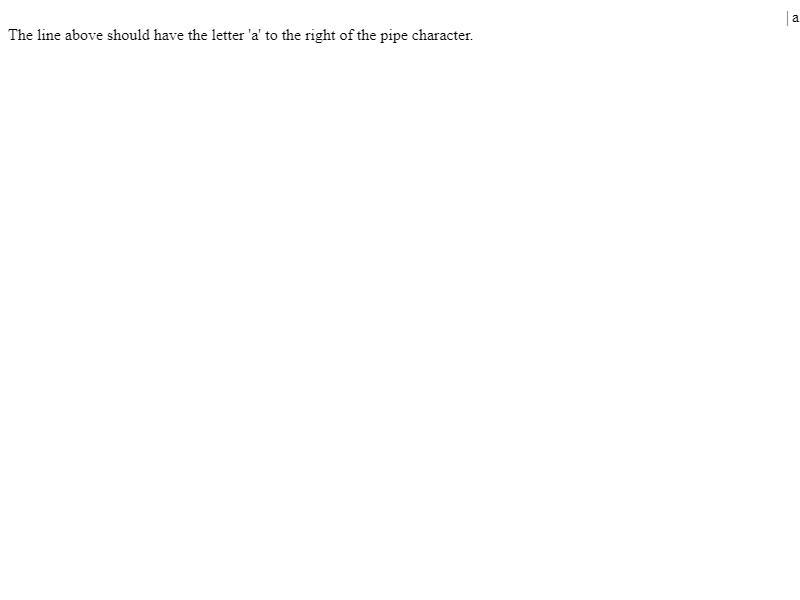 | a
The line above should have the letter 'a' to the right of the pipe character.